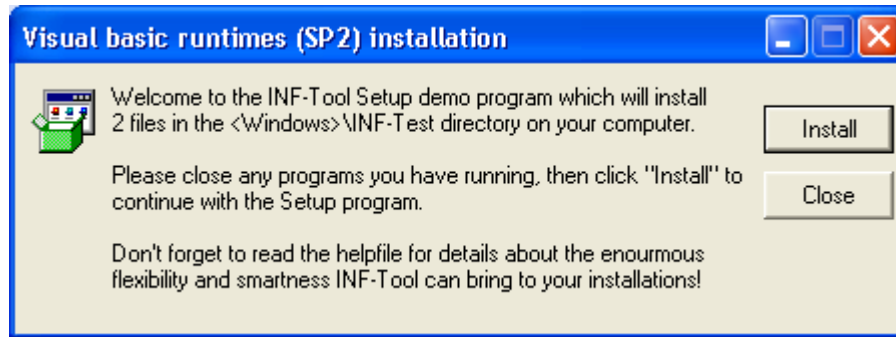 Visual basic runtimes (SP2) installation
Welcome to the INF-Tool Setup demo program which will install
2 files in the <Windows>\INF-Test directory on your computer.
Please close any programs you have running, then click "Install" to
continue with the Setup program.
Don't forget to read the helpfile for details about the enourmous
flexibility and smartness INF-Tool can bring to your installations!
Install
Close